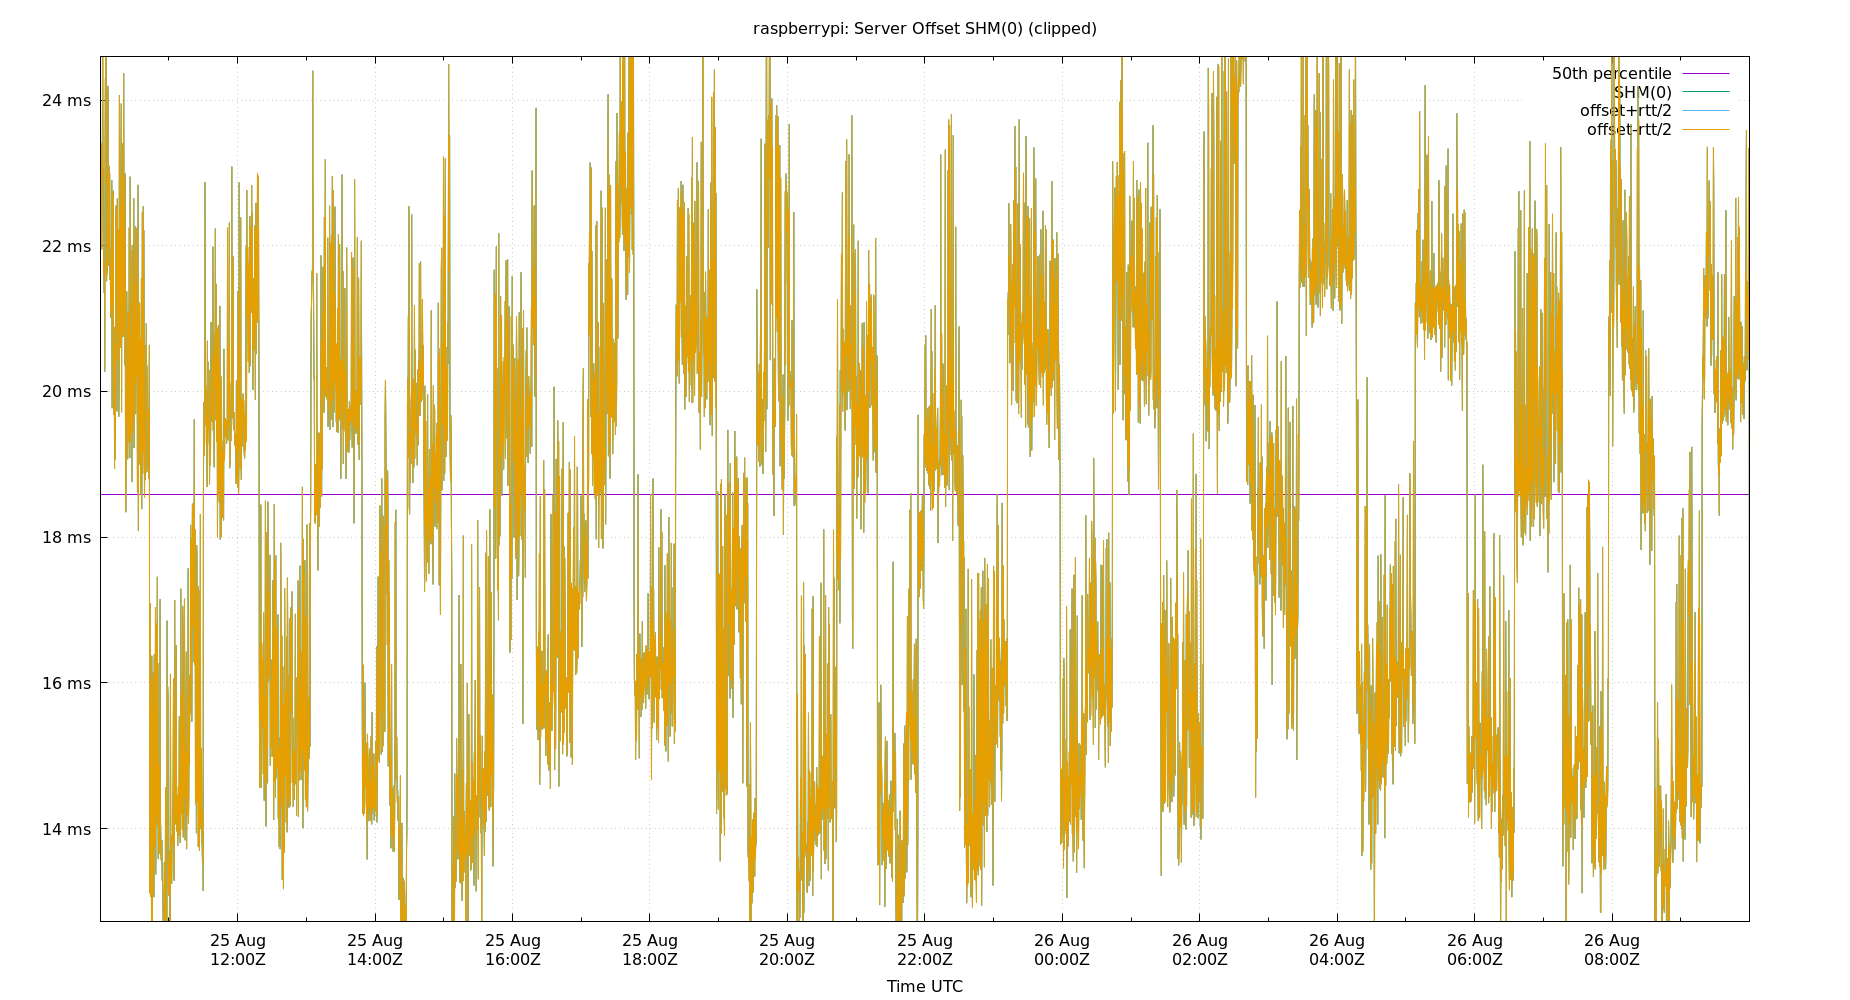 raspberrypi: Server Offset SHM(0) (clipped)
50th percentile
SHM(0)
offset+rtt/2
offset-rtt/2
24 ms
22 ms
20 ms
18 ms
16 ms
14 ms
25 Aug 25 Aug 25 Aug 25 Aug 25 Aug 25 Aug 26 Aug 26 Aug 26 Aug 26 Aug 26 Aug
12:00Z 14:00Z 16:00Z 18:00Z 20:00Z 22:00Z 00:00Z 02:00Z 04:00Z 06:00Z 08:00Z
Time UTC